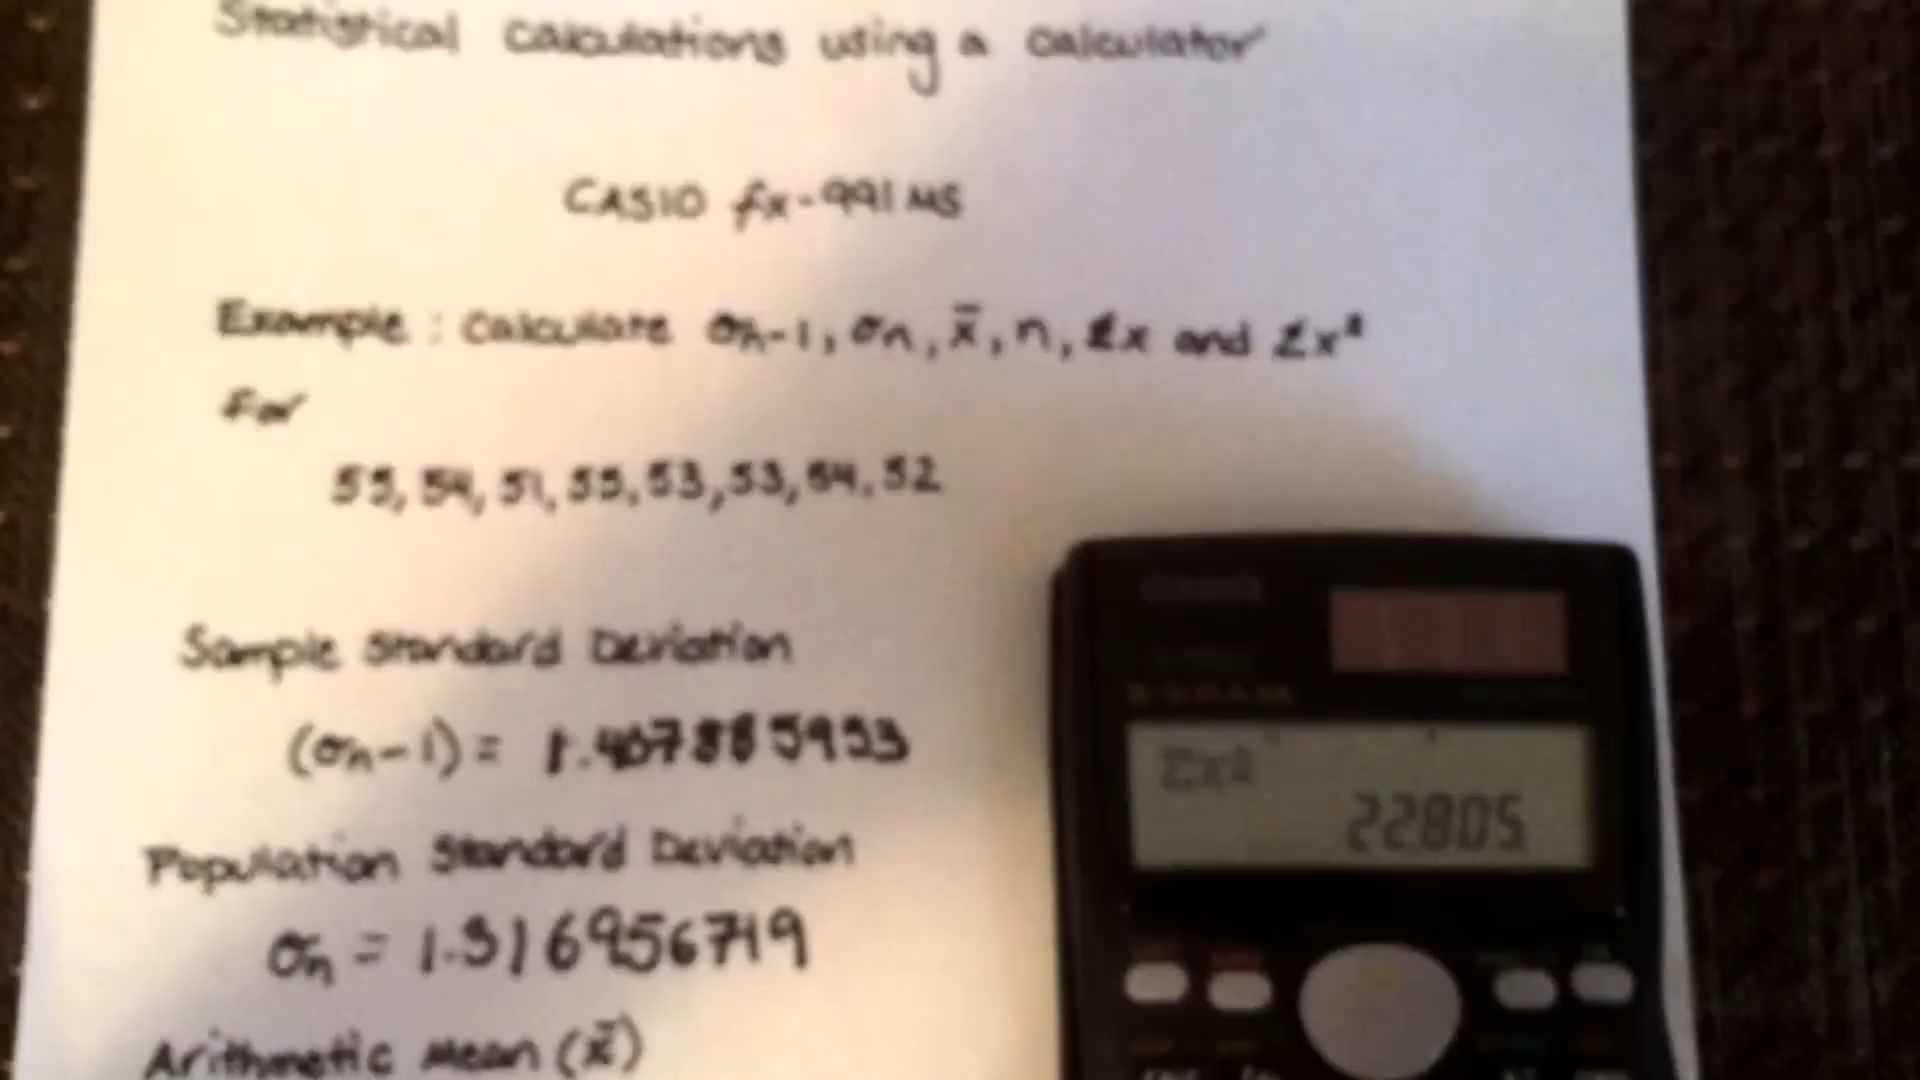 Statistical calculations using a calculator
CASIO fx-991 MS
Example : Calculate σn-1, σn, x̄, n, Σx and Σx²
for
55, 54, 51, 55, 53, 53, 54, 52
Sample Standard Deviation
(σn-1) = 1.407885953
Population Standard Deviation
σn = 1.316956719
Arithmetic Mean (x̄)
Σx2
22805.